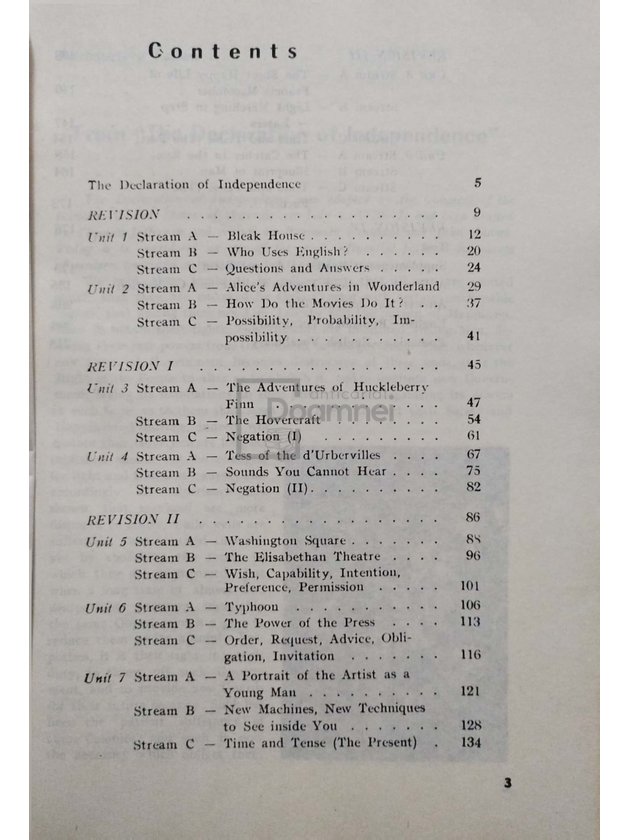 Contents
The Declaration of Independence 5
REVISION . . . . . . . . . . . . . . . . . . 9
Unit 1 Stream A — Bleak House . . . . . . . . . 12
Stream B — Who Uses English? . . . . . . 20
Stream C — Questions and Answers . . . . . 24
Unit 2 Stream A — Alice's Adventures in Wonderland 29
Stream B — How Do the Movies Do It? . . 37
Stream C — Possibility, Probability, Im-
possibility . . . . . . . . . . . 41
REVISION I . . . . . . . . . . . . . . . . . 45
Unit 3 Stream A — The Adventures of Huckleberry
Finn . . . . . . . . . . . 47
Stream B — The Hovercraft . . . . . . . . 54
Stream C — Negation (I) . . . . . . . . . 61
Unit 4 Stream A — Tess of the d'Urbervilles . . . . 67
Stream B — Sounds You Cannot Hear . . . . 75
Stream C — Negation (II) . . . . . . . . . 82
REVISION II . . . . . . . . . . . . . . . . . 86
Unit 5 Stream A — Washington Square . . . . . . . 88
Stream B — The Elisabethan Theatre . . . . 96
Stream C — Wish, Capability, Intention,
Preference, Permission . . . . . 101
Unit 6 Stream A — Typhoon . . . . . . . . . . . 106
Stream B — The Power of the Press . . . . 113
Stream C — Order, Request, Advice, Obli-
gation, Invitation . . . . . . . 116
Unit 7 Stream A — A Portrait of the Artist as a
Young Man . . . . . . . . . . 121
Stream B — New Machines, New Techniques
to See inside You . . . . . . . 128
Stream C — Time and Tense (The Present) . 134
3
antichariat
Daamnei